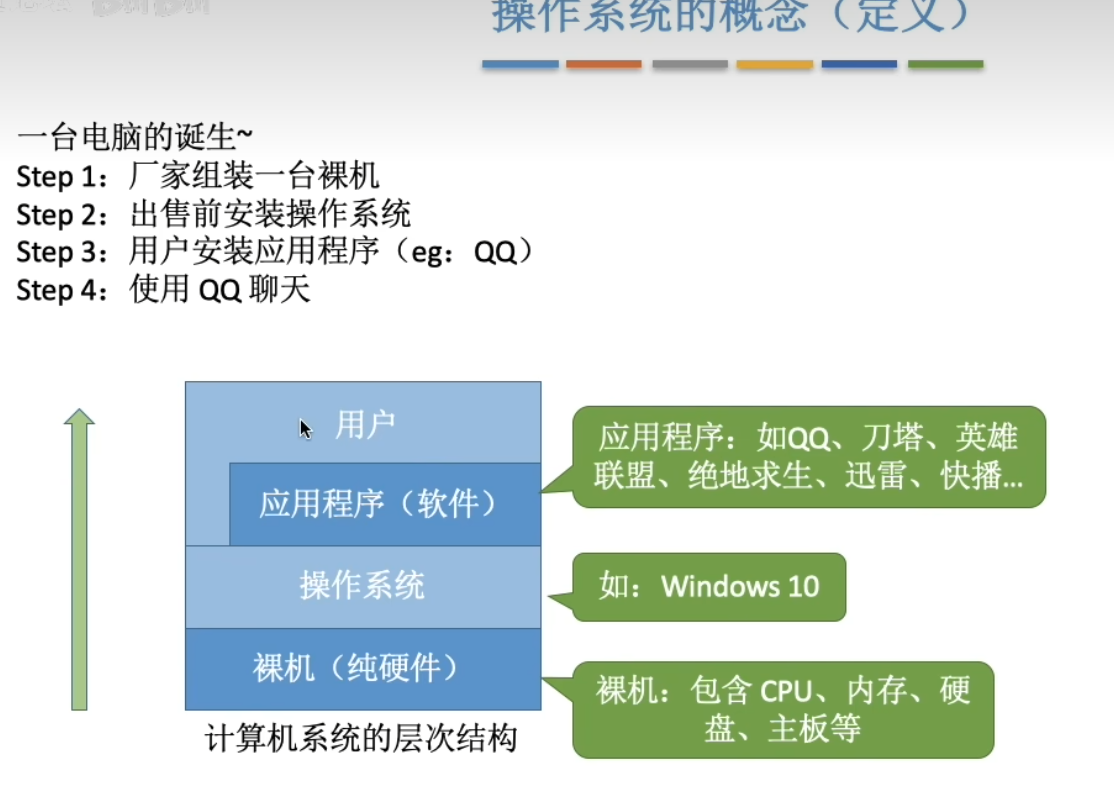 操作系统的概念（定义）
一台电脑的诞生~
Step 1：厂家组装一台裸机
Step 2：出售前安装操作系统
Step 3：用户安装应用程序（eg：QQ）
Step 4：使用 QQ 聊天
用户
应用程序（软件）
操作系统
裸机（纯硬件）
计算机系统的层次结构
应用程序：如QQ、刀塔、英雄
联盟、绝地求生、迅雷、快播...
如：Windows 10
裸机：包含 CPU、内存、硬
盘、主板等